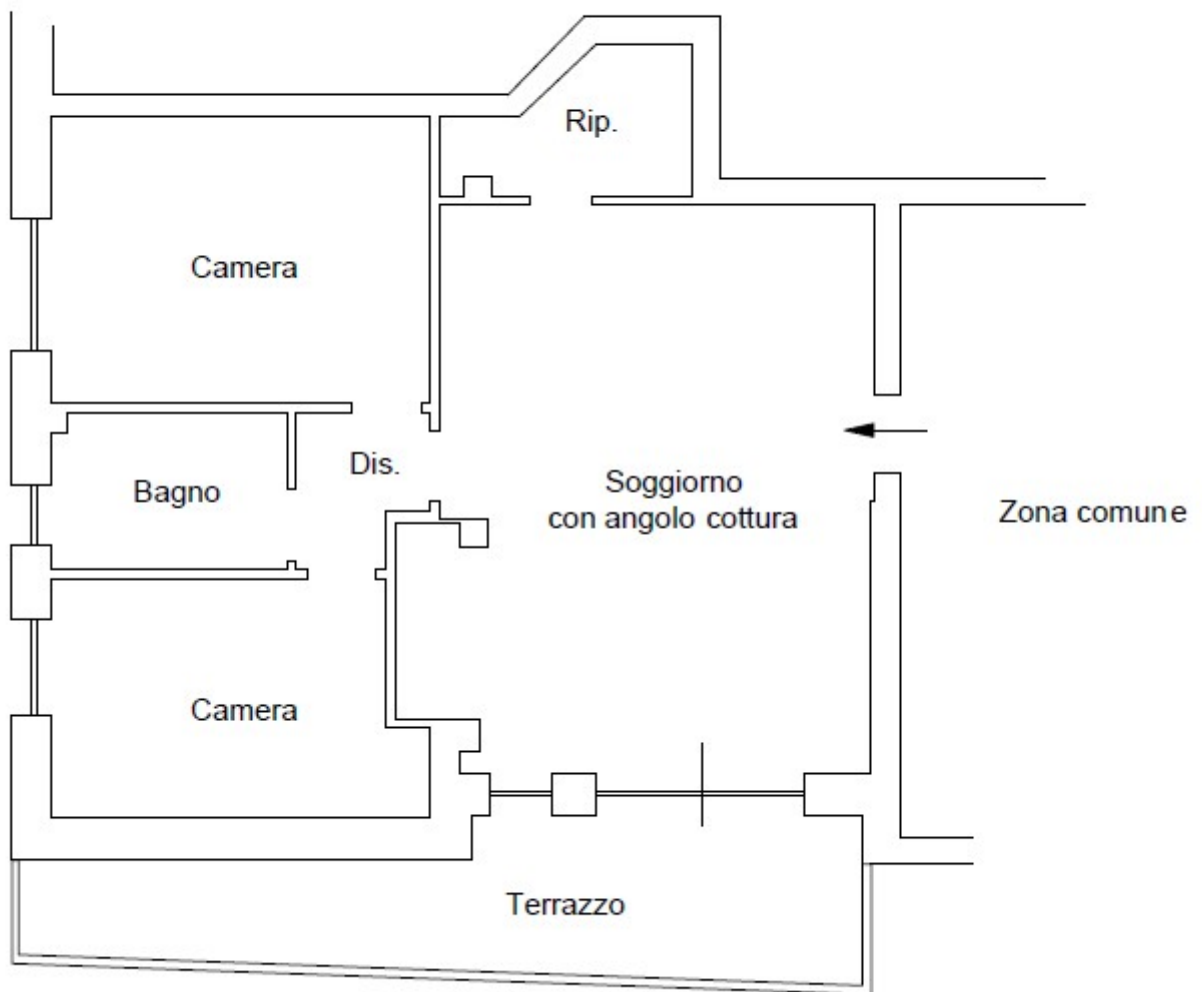 Rip.
Camera
Dis.
Bagno
Soggiorno
con angolo cottura
Zona comune
Camera
Terrazzo